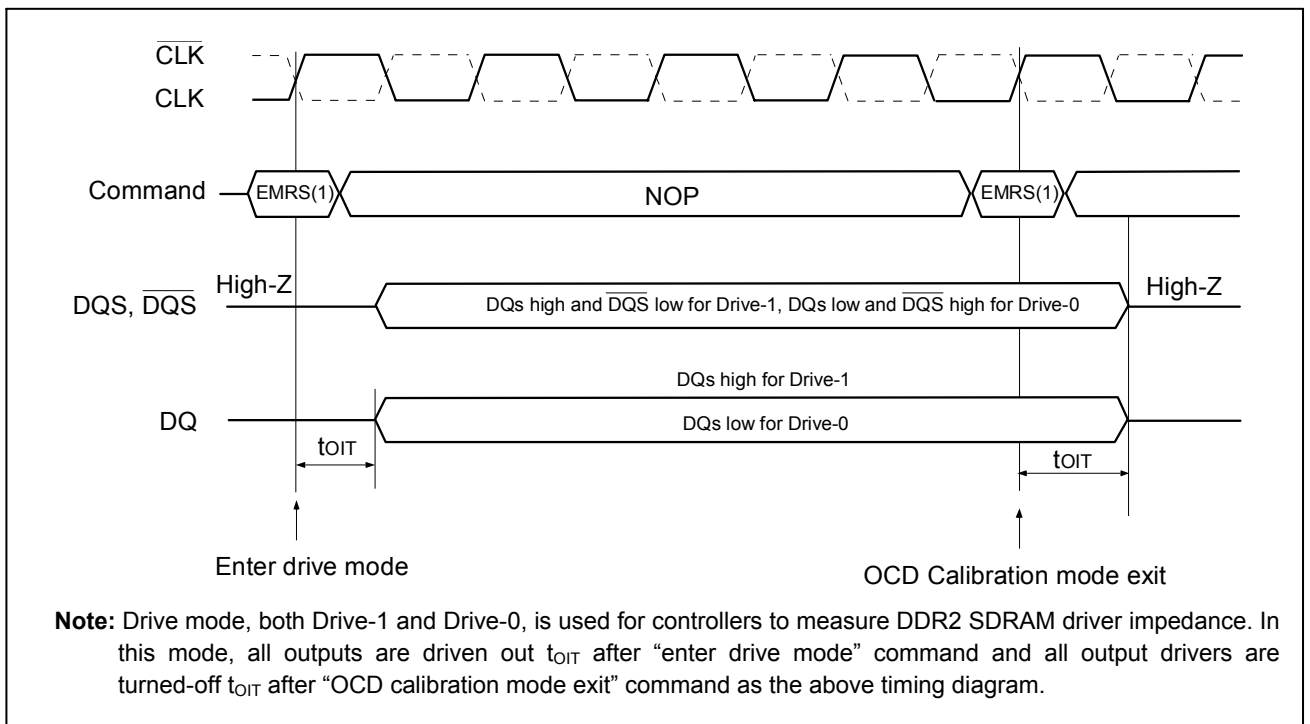 CLK
CLK
Command
EMRS(1)
NOP
EMRS(1)
DQS, DQS
High-Z
DQs high and DQS low for Drive-1, DQs low and DQS high for Drive-0
High-Z
DQs high for Drive-1
DQ
DQs low for Drive-0
tOIT
tOIT
Enter drive mode
OCD Calibration mode exit
Note: Drive mode, both Drive-1 and Drive-0, is used for controllers to measure DDR2 SDRAM driver impedance. In
this mode, all outputs are driven out tOIT after “enter drive mode” command and all output drivers are
turned-off tOIT after “OCD calibration mode exit” command as the above timing diagram.